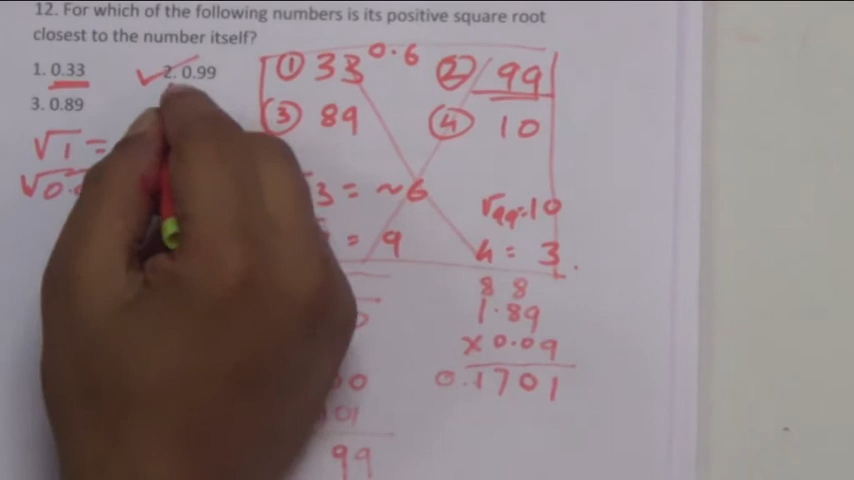 12. For which of the following numbers is its positive square root
closest to the number itself?
1. 0.33
2. 0.99
3. 0.89
① 33 0.6 ② 99
③ 89 ④ 10
√1 =
√0.
3 = ~6
√99=10
= 9
= 3
8 8
1.89
×0.09
0.1701
99